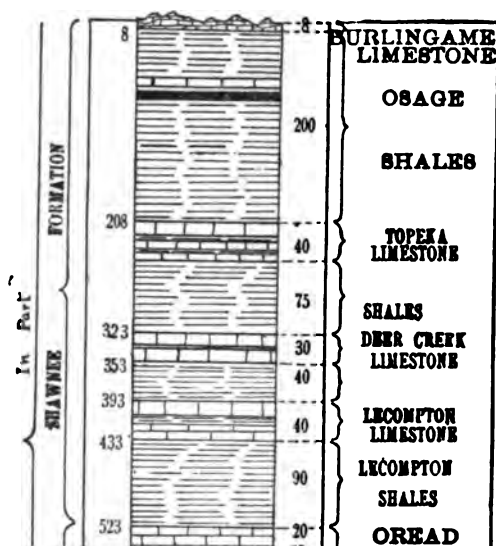 8
8
BURLINGAME
LIMESTONE
OSAGE
200
SHALES
FORMATION
208
40
TOPEKA
LIMESTONE
75
In Part
SHALES
323
DEER CREEK
30
LIMESTONE
353
40
SHAWNEE
393
LECOMPTON
40
LIMESTONE
433
LECOMPTON
90
SHALES
523
20
OREAD